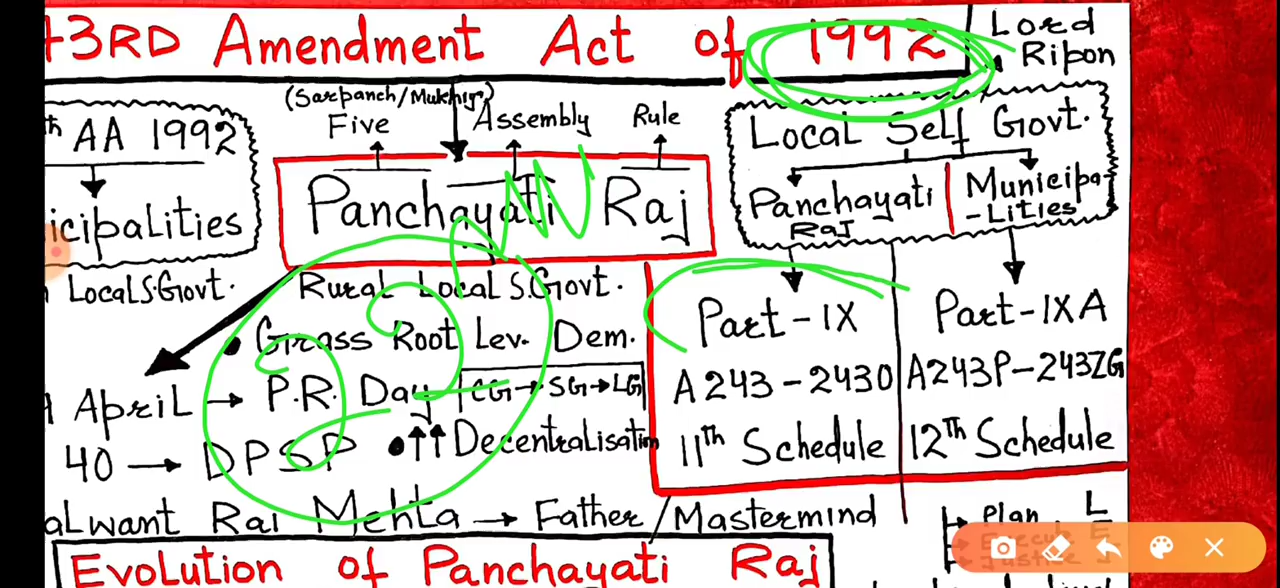 73RD Amendment Act of 1992
Lord
Ripon
th AA 1992
icipalities
Local S.Govt.
(Sarpanch/Mukhiya)
Five
Assembly
Rule
Panchayati Raj
Local Self Govt.
Panchayati
RaJ
Municipa-
-Lities
Rural Local S.Govt.
• Grass Root Lev. Dem.
April → P.R. Day
CG→SG→LG
40 → DPSP
•↑↑ Decentralisation
Part-IX
A243-243O
11th Schedule
Part-IXA
A243P-243ZG
12th Schedule
alwant Rai Mehta → Father/Mastermind
Plan
L
E
Evolution of Panchayati Raj